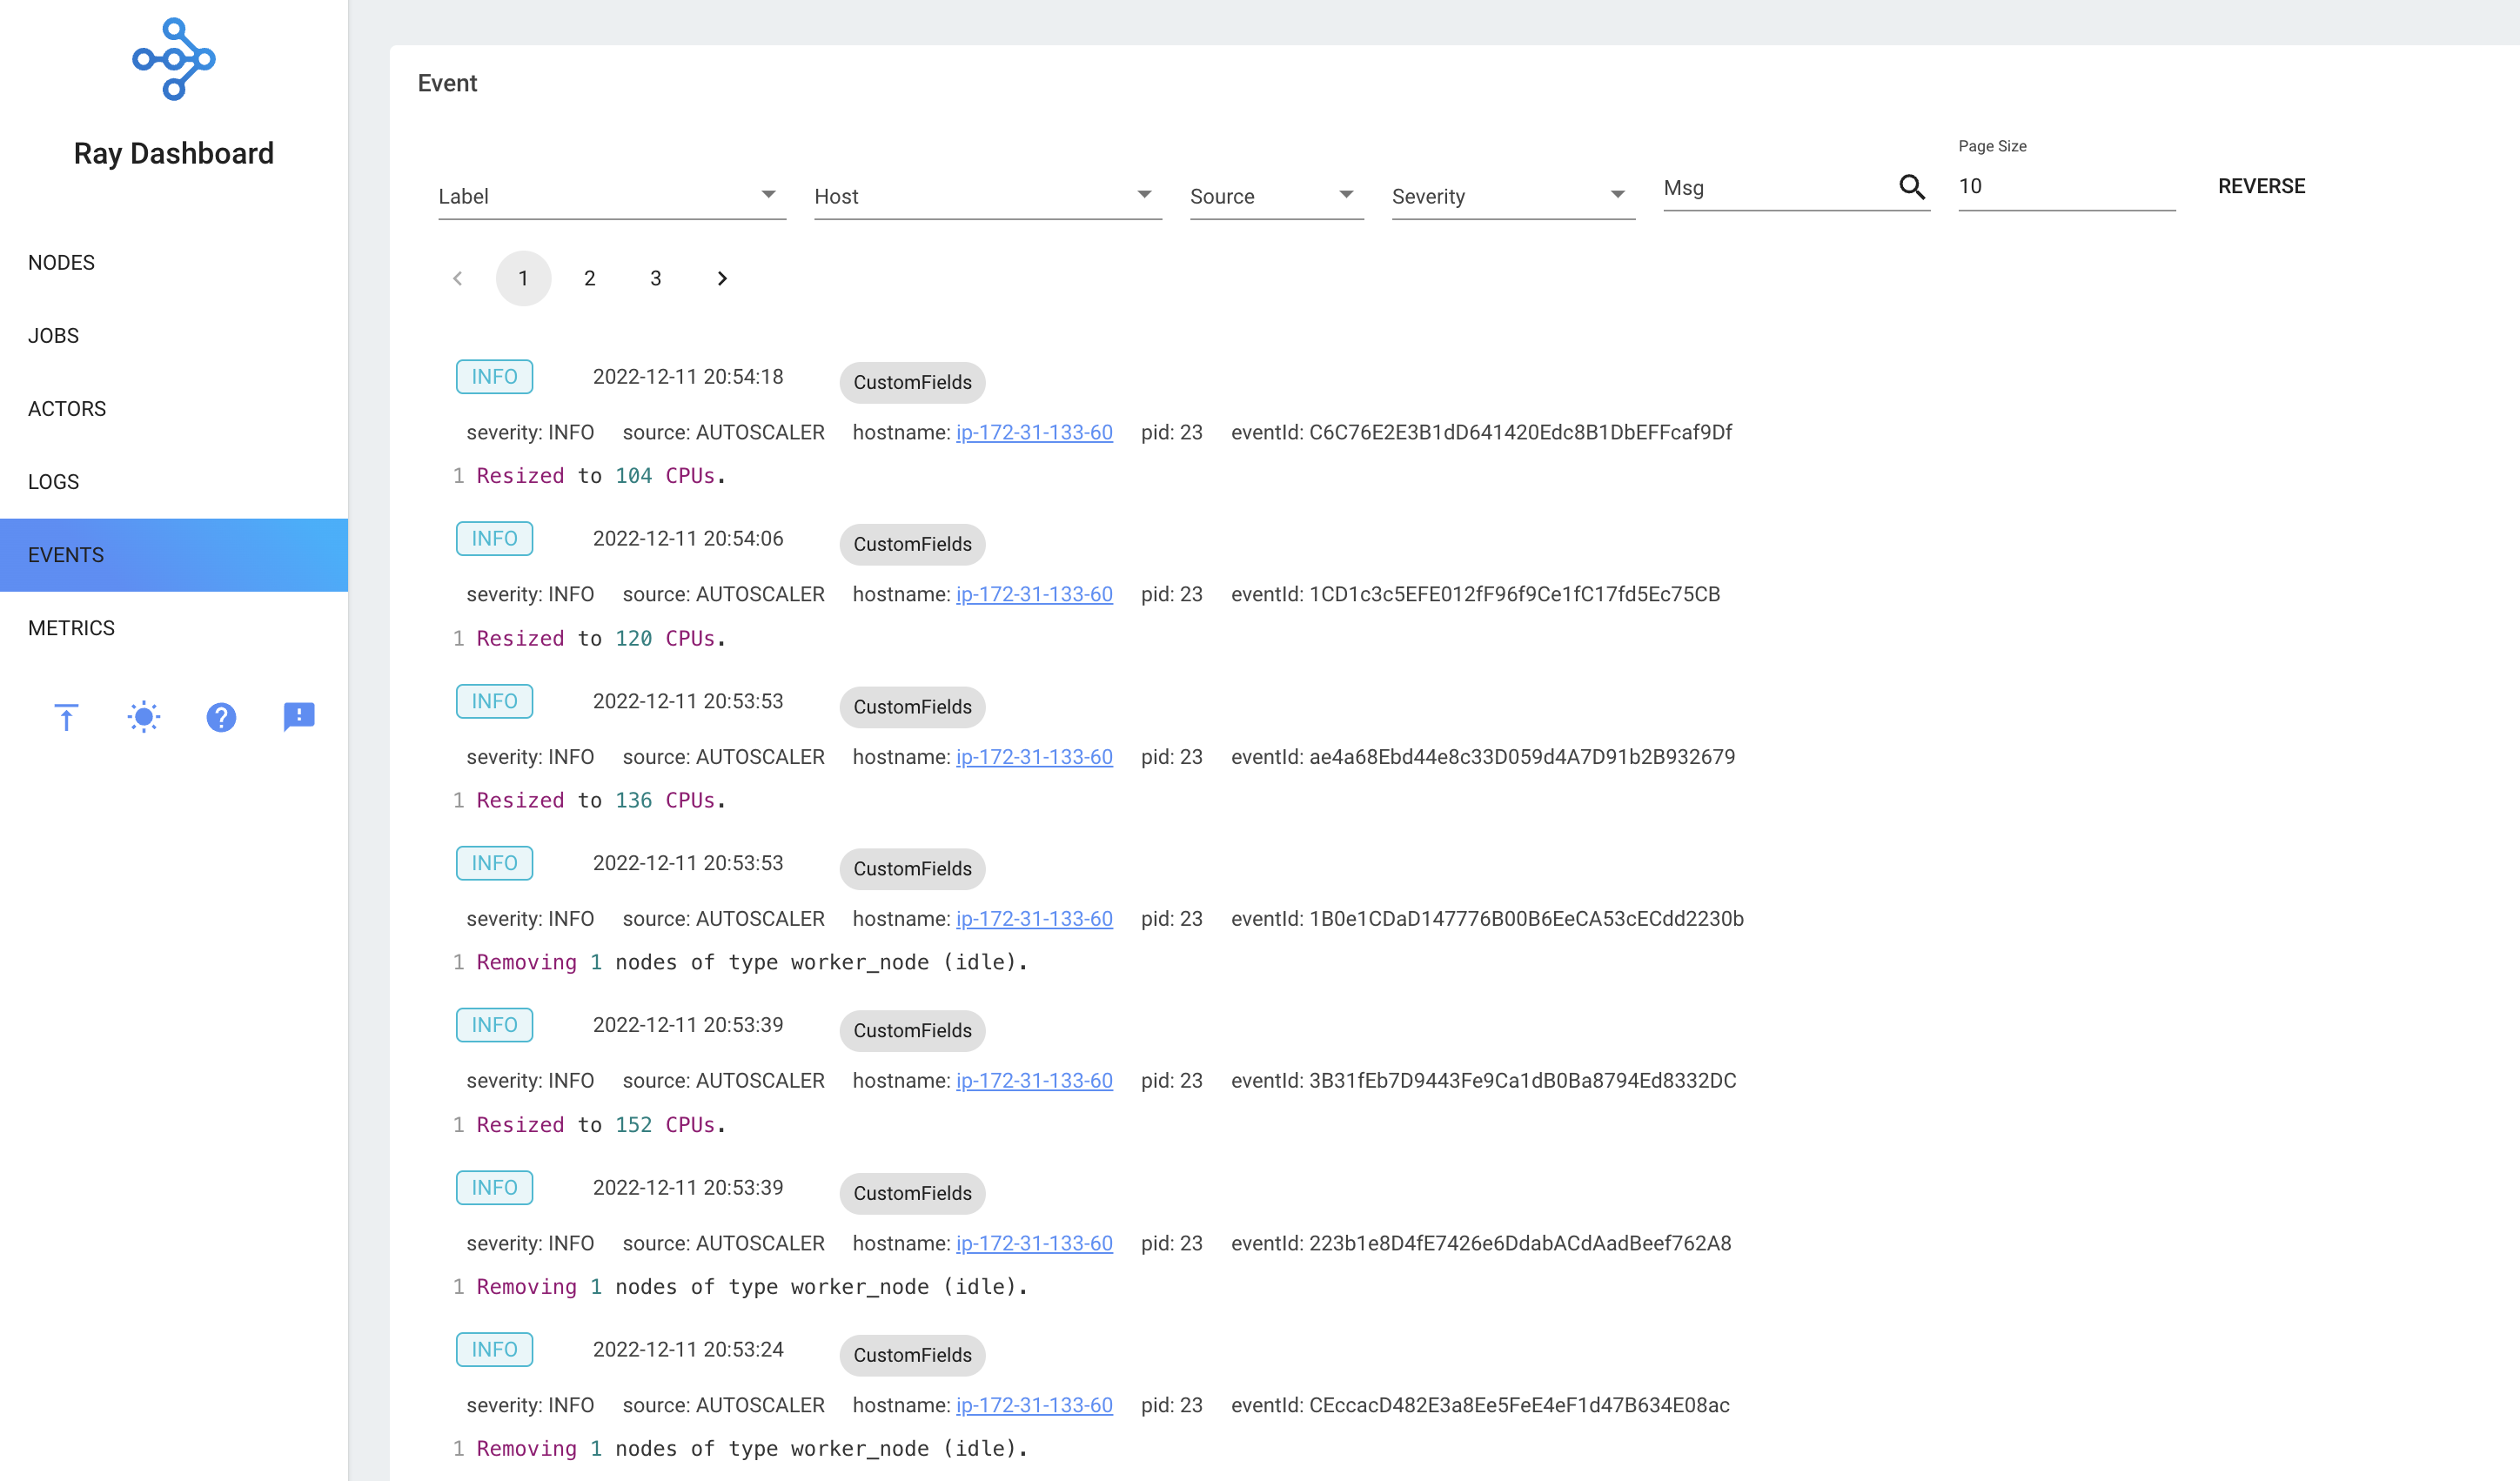 Ray Dashboard
NODES
JOBS
ACTORS
LOGS
EVENTS
METRICS
Event
Label Host Source Severity Msg Page Size 10 REVERSE
1 2 3
INFO 2022-12-11 20:54:18 CustomFields
severity: INFO source: AUTOSCALER hostname: ip-172-31-133-60 pid: 23 eventId: C6C76E2E3B1dD641420Edc8B1DbEFFcaf9Df
1 Resized to 104 CPUs.
INFO 2022-12-11 20:54:06 CustomFields
severity: INFO source: AUTOSCALER hostname: ip-172-31-133-60 pid: 23 eventId: 1CD1c3c5EFE012fF96f9Ce1fC17fd5Ec75CB
1 Resized to 120 CPUs.
INFO 2022-12-11 20:53:53 CustomFields
severity: INFO source: AUTOSCALER hostname: ip-172-31-133-60 pid: 23 eventId: ae4a68Ebd44e8c33D059d4A7D91b2B932679
1 Resized to 136 CPUs.
INFO 2022-12-11 20:53:53 CustomFields
severity: INFO source: AUTOSCALER hostname: ip-172-31-133-60 pid: 23 eventId: 1B0e1CDaD147776B00B6EeCA53cECdd2230b
1 Removing 1 nodes of type worker_node (idle).
INFO 2022-12-11 20:53:39 CustomFields
severity: INFO source: AUTOSCALER hostname: ip-172-31-133-60 pid: 23 eventId: 3B31fEb7D9443Fe9Ca1dB0Ba8794Ed8332DC
1 Resized to 152 CPUs.
INFO 2022-12-11 20:53:39 CustomFields
severity: INFO source: AUTOSCALER hostname: ip-172-31-133-60 pid: 23 eventId: 223b1e8D4fE7426e6DdabACdAadBeef762A8
1 Removing 1 nodes of type worker_node (idle).
INFO 2022-12-11 20:53:24 CustomFields
severity: INFO source: AUTOSCALER hostname: ip-172-31-133-60 pid: 23 eventId: CEccacD482E3a8Ee5FeE4eF1d47B634E08ac
1 Removing 1 nodes of type worker_node (idle).